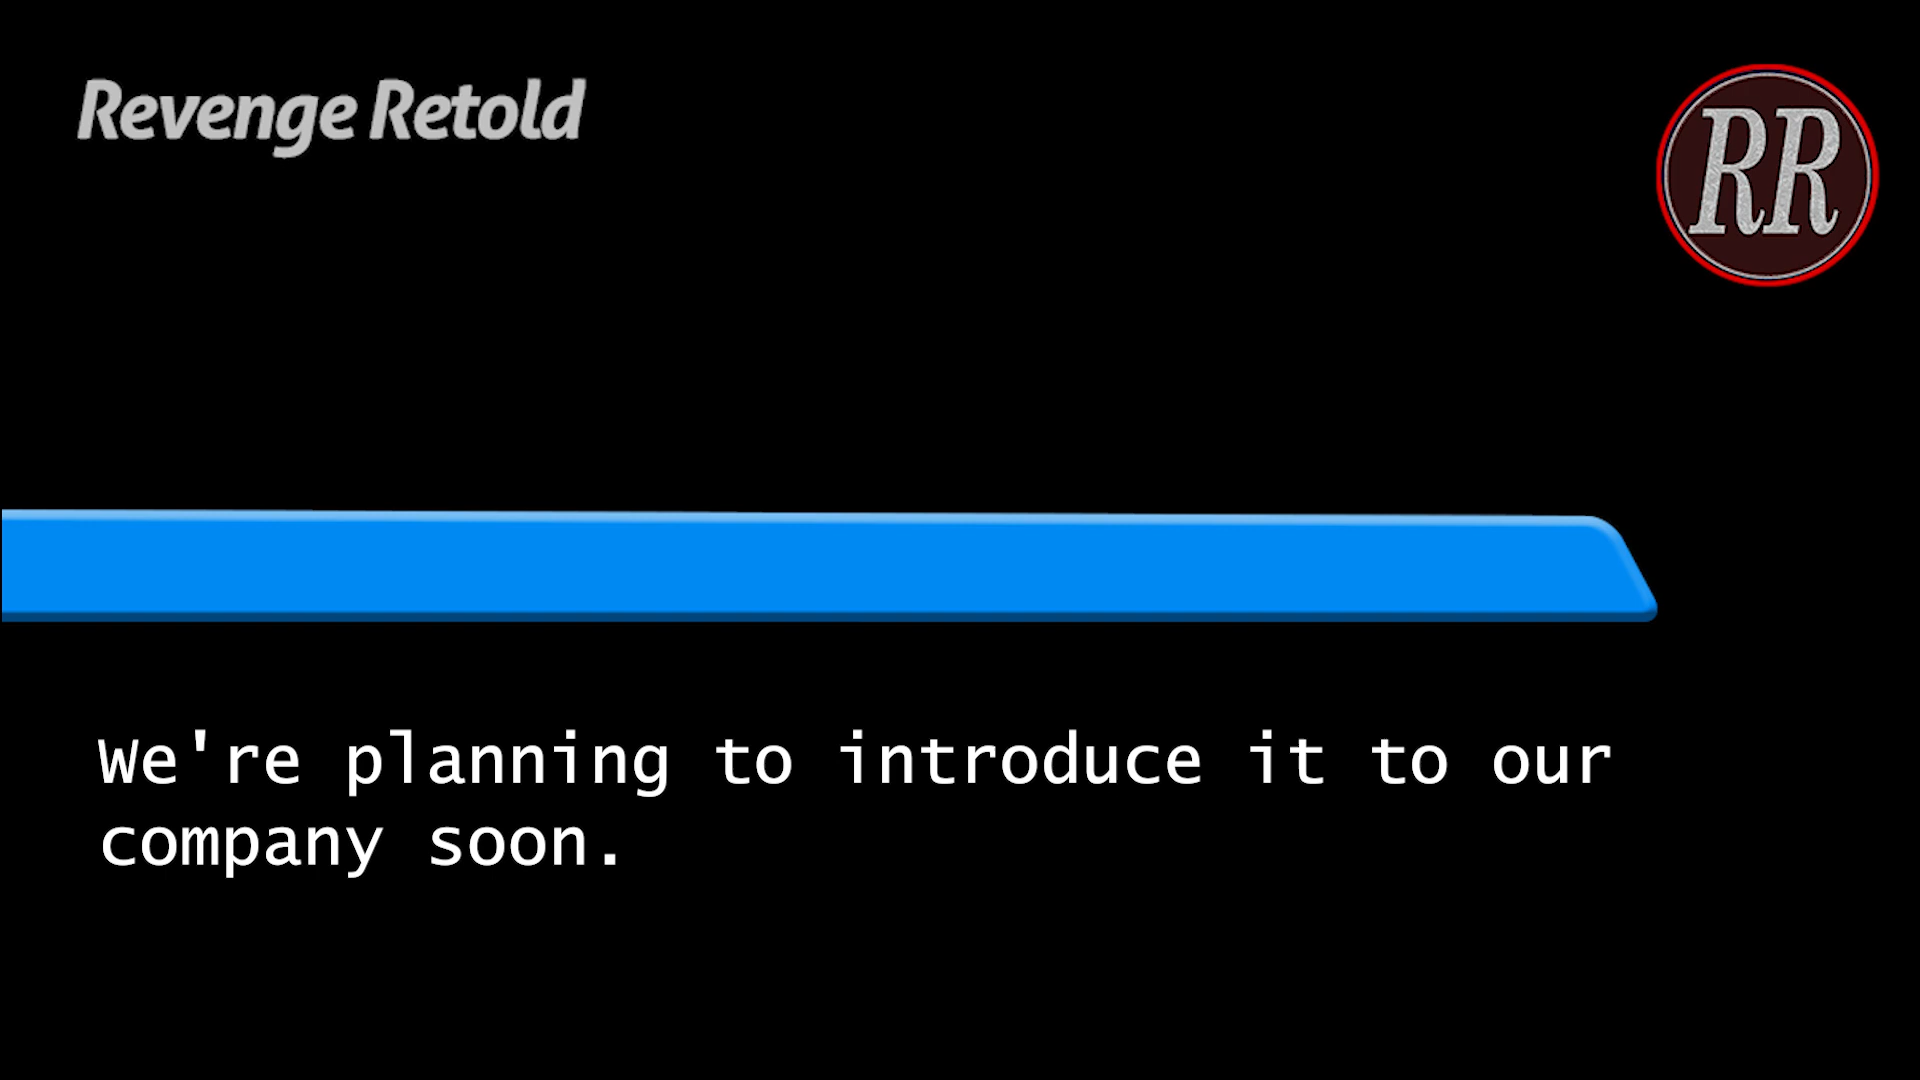 Revenge Retold
RR
We're planning to introduce it to our
company soon.